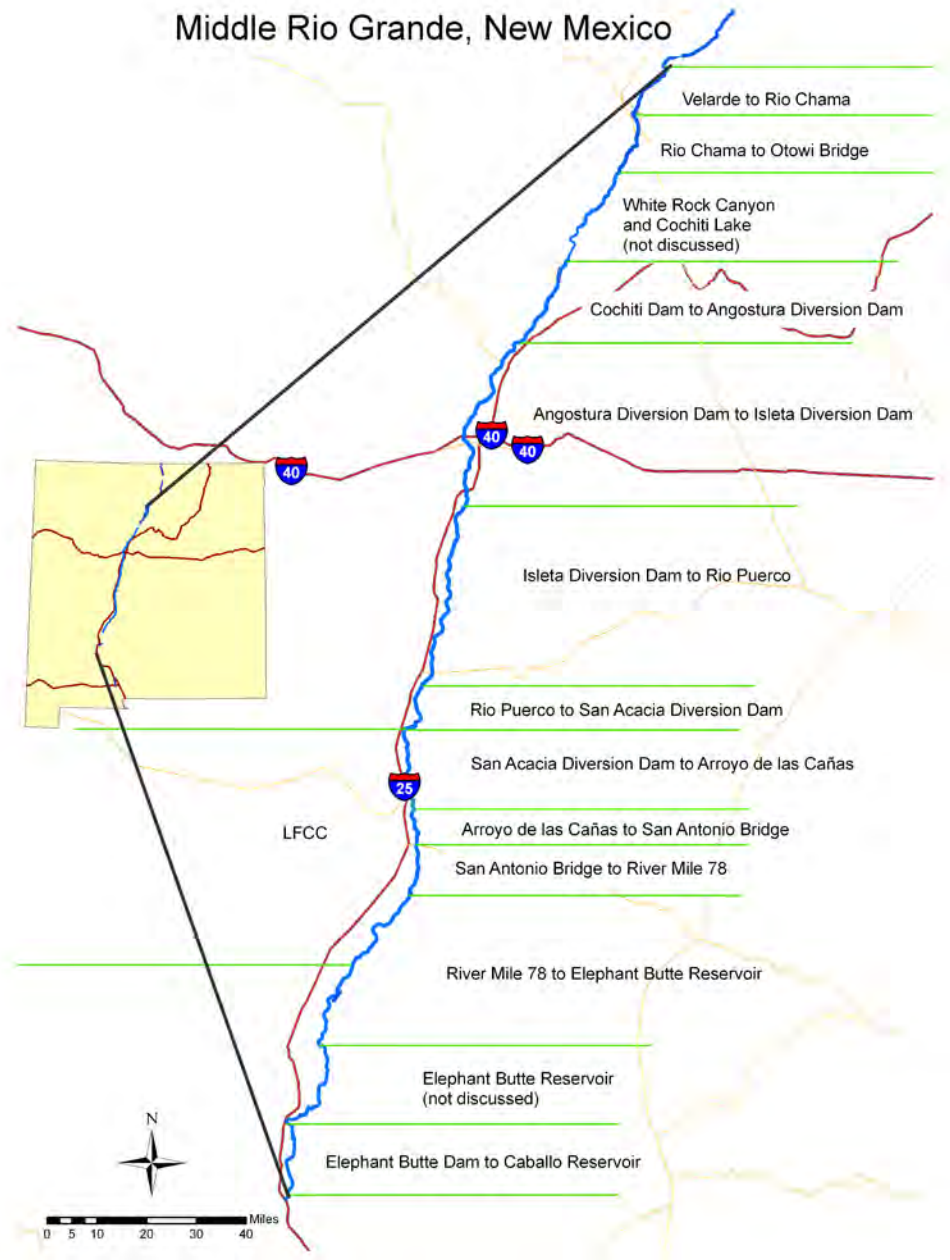 Middle Rio Grande, New Mexico
Velarde to Rio Chama
Rio Chama to Otowi Bridge
White Rock Canyon
and Cochiti Lake
(not discussed)
Cochiti Dam to Angostura Diversion Dam
Angostura Diversion Dam to Isleta Diversion Dam
40
40
40
Isleta Diversion Dam to Rio Puerco
Rio Puerco to San Acacia Diversion Dam
San Acacia Diversion Dam to Arroyo de las Cañas
25
LFCC
Arroyo de las Cañas to San Antonio Bridge
San Antonio Bridge to River Mile 78
River Mile 78 to Elephant Butte Reservoir
Elephant Butte Reservoir
(not discussed)
N
Elephant Butte Dam to Caballo Reservoir
Miles
0 5 10 20 30 40